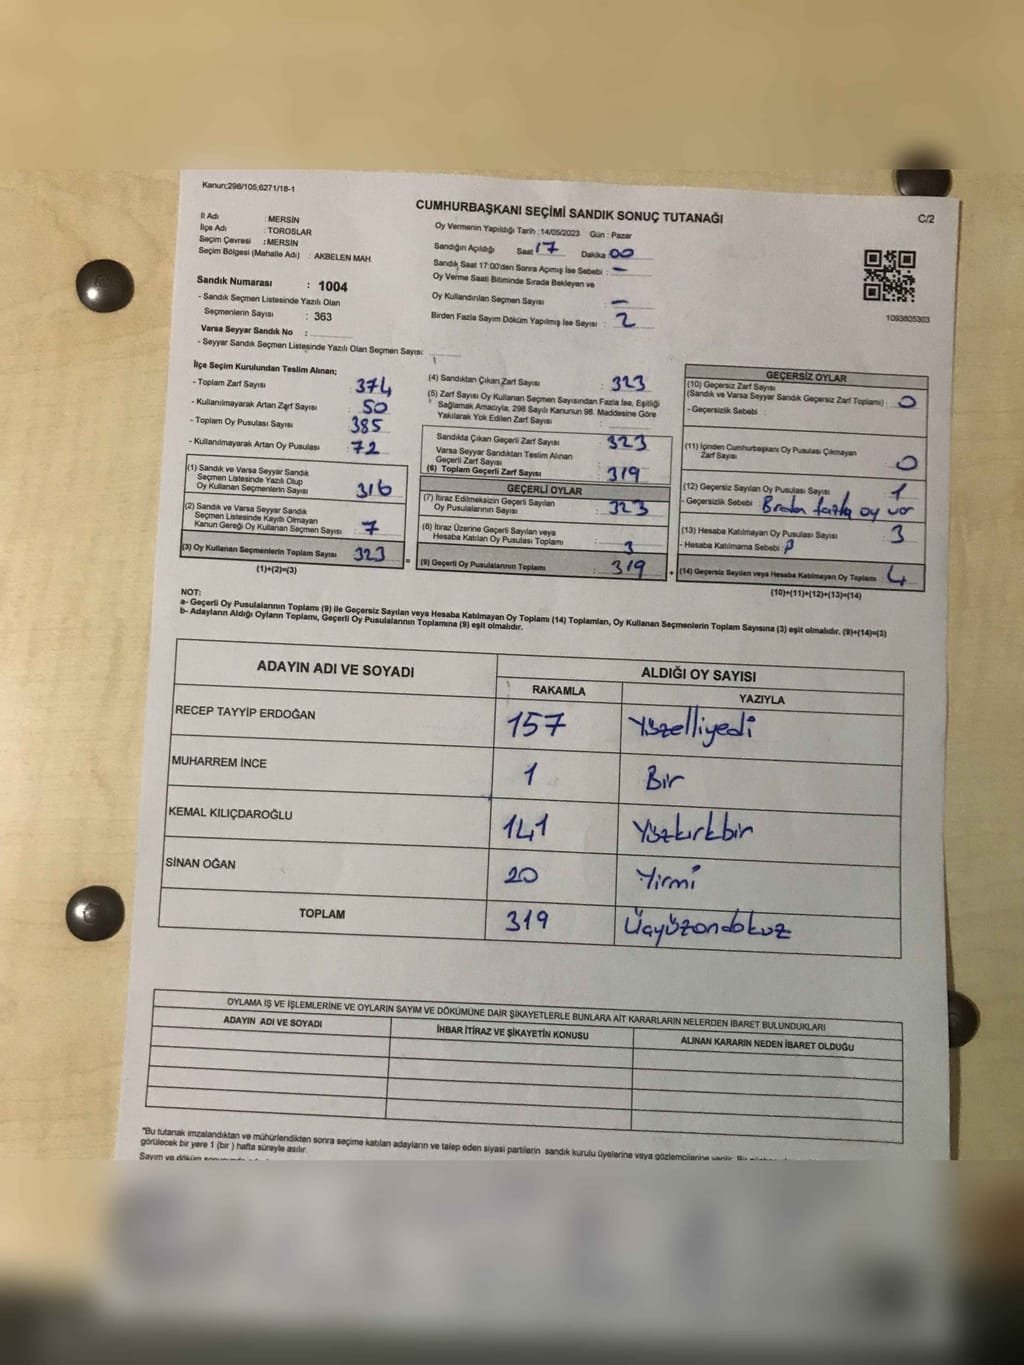 Kanun;298/105;6271/18-1
CUMHURBAŞKANI SEÇİMİ SANDIK SONUÇ TUTANAĞI
C/2
İl Adı : MERSİN
İlçe Adı : TOROSLAR
Seçim Çevresi : MERSİN
Seçim Bölgesi (Mahalle Adı) : AKBELEN MAH.
Oy Vermenin Yapıldığı Tarih :14/05/2023 Gün : Pazar
Sandığın Açıldığı Saat 17 Dakika 00
Sandık Saat 17:00'den Sonra Açılmış İse Sebebi : -
Oy Verme Saati Bitiminde Sırada Bekleyen ve
Oy Kullandırılan Seçmen Sayısı -
Birden Fazla Sayım Döküm Yapılmış İse Sayısı : 2
1093805303
Sandık Numarası : 1004
- Sandık Seçmen Listesinde Yazılı Olan
Seçmenlerin Sayısı : 363
Varsa Seyyar Sandık No :
- Seyyar Sandık Seçmen Listesinde Yazılı Olan Seçmen Sayısı:
İlçe Seçim Kurulundan Teslim Alınan;
- Toplam Zarf Sayısı 374
- Kullanılmayarak Artan Zarf Sayısı : 50
- Toplam Oy Pusulası Sayısı : 385
- Kullanılmayarak Artan Oy Pusulası : 72
(1) Sandık ve Varsa Seyyar Sandık
Seçmen Listesinde Yazılı Olup
Oy Kullanan Seçmenlerin Sayısı : 316
(2) Sandık ve Varsa Seyyar Sandık
Seçmen Listesinde Kayıtlı Olmayan
Kanun Gereği Oy Kullanan Seçmen Sayısı : 7
(3) Oy Kullanan Seçmenlerin Toplam Sayısı : 323
(1)+(2)=(3)
(4) Sandıktan Çıkan Zarf Sayısı : 323
(5) Zarf Sayısı Oy Kullanan Seçmen Sayısından Fazla İse, Eşitliği
Sağlamak Amacıyla; 298 Sayılı Kanunun 98. Maddesine Göre
Yakılarak Yok Edilen Zarf Sayısı :
Sandıkta Çıkan Geçerli Zarf Sayısı 323
Varsa Seyyar Sandıktan Teslim Alınan
Geçerli Zarf Sayısı
(6) Toplam Geçerli Zarf Sayısı : 319
GEÇERLİ OYLAR
(7) İtiraz Edilmeksizin Geçerli Sayılan
Oy Pusulalarının Sayısı : 323
(8) İtiraz Üzerine Geçerli Sayılan veya
Hesaba Katılan Oy Pusulası Toplamı : 3
(9) Geçerli Oy Pusulalarının Toplamı : 319
GEÇERSİZ OYLAR
(10) Geçersiz Zarf Sayısı
(Sandık ve Varsa Seyyar Sandık Geçersiz Zarf Toplamı) : 0
- Geçersizlik Sebebi :
(11) İçinden Cumhurbaşkanı Oy Pusulası Çıkmayan
Zarf Sayısı : 0
(12) Geçersiz Sayılan Oy Pusulası Sayısı : 1
- Geçersizlik Sebebi fazla oy var
(13) Hesaba Katılmayan Oy Pusulası Sayısı : 3
- Hesaba Katılmama Sebebi :
(14) Geçersiz Sayılan veya Hesaba Katılmayan Oy Toplamı : 4
(10)+(11)+(12)+(13)=(14)
NOT:
a- Geçerli Oy Pusulalarının Toplamı (9) ile Geçersiz Sayılan veya Hesaba Katılmayan Oy Toplamı (14) Toplamları, Oy Kullanan Seçmenlerin Toplam Sayısına (3) eşit olmalıdır. (9)+(14)=(3)
b- Adayların Aldığı Oyların Toplamı, Geçerli Oy Pusulalarının Toplamına (9) eşit olmalıdır.
ADAYIN ADI VE SOYADI ALDIĞI OY SAYISI
RAKAMLA YAZIYLA
RECEP TAYYİP ERDOĞAN 157 Yüzelliyedi
MUHARREM İNCE 1 Bir
KEMAL KILIÇDAROĞLU 141 Yüzkırkbir
SİNAN OĞAN 20 Yirmi
TOPLAM 319 Üçyüzondokuz
OYLAMA İŞ VE İŞLEMLERİNE VE OYLARIN SAYIM VE DÖKÜMÜNE DAİR ŞİKAYETLERLE BUNLARA AİT KARARLARIN NELERDEN İBARET BULUNDUKLARI
ADAYIN ADI VE SOYADI İHBAR İTİRAZ VE ŞİKAYETİN KONUSU ALINAN KARARIN NEDEN İBARET OLDUĞU
*Bu tutanak imzalandıktan ve mühürlendikten sonra seçime katılan adayların ve talep eden siyasi partilerin sandık kurulu üyelerine veya gözlemcilerine verilir. Bir
görülecek bir yere 1 (bir ) hafta süreyle asılır.
Sayım ve döküm